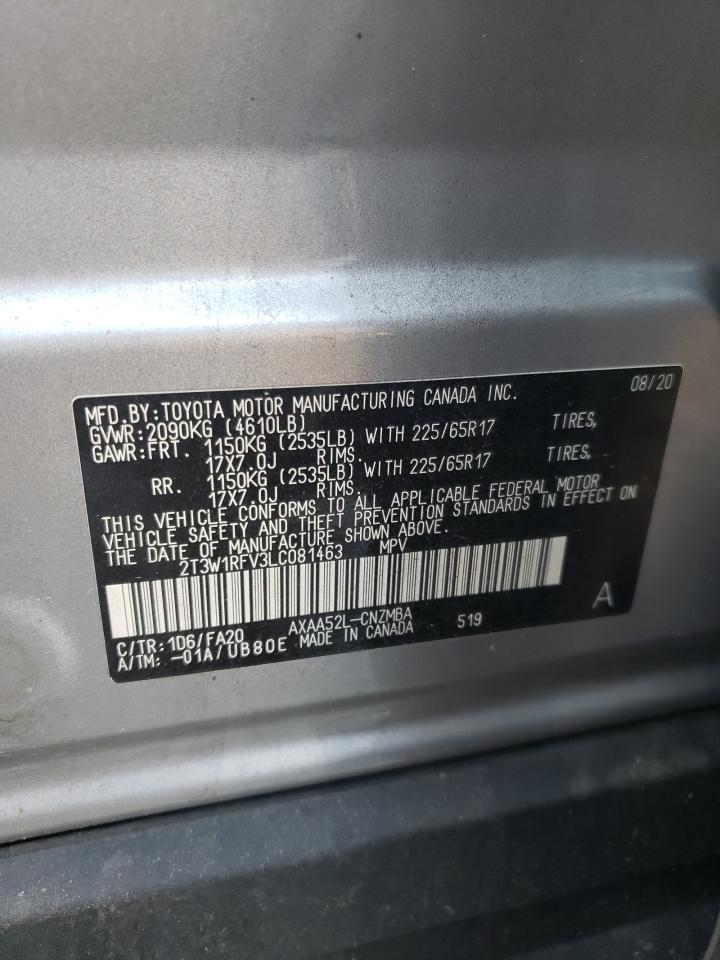 MFD.BY:TOYOTA MOTOR MANUFACTURING CANADA INC. 08/20
GVWR:2090KG (4610LB)
GAWR:FRT. 1150KG (2535LB) WITH 225/65R17 TIRES,
17X7.0J RIMS.
RR. 1150KG (2535LB) WITH 225/65R17 TIRES,
17X7.0J RIMS.
THIS VEHICLE CONFORMS TO ALL APPLICABLE FEDERAL MOTOR
VEHICLE SAFETY AND THEFT PREVENTION STANDARDS IN EFFECT ON
THE DATE OF MANUFACTURE SHOWN ABOVE.
2T3W1RFV3LC081463 MPV
A
C/TR:1D6/FA20 AXAA52L-CNZMBA 519
A/TM:-01A/UB80E MADE IN CANADA